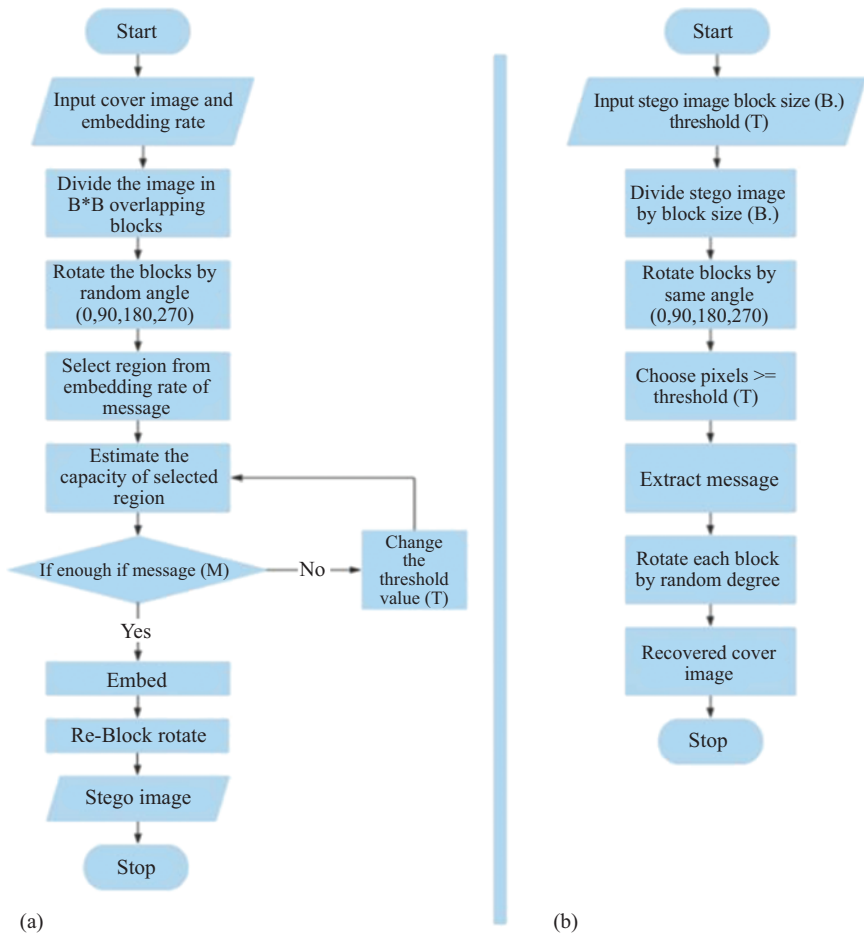 Start
Input cover image and
embedding rate
Divide the image in
B*B overlapping
blocks
Rotate the blocks by
random angle
(0,90,180,270)
Select region from
embedding rate of
message
Estimate the
capacity of selected
region
If enough if message (M)
No
Change
the
threshold
value (T)
Yes
Embed
Re-Block rotate
Stego image
Stop
(a)
Start
Input stego image block size (B.)
threshold (T)
Divide stego image
by block size (B.)
Rotate blocks by
same angle
(0,90,180,270)
Choose pixels >=
threshold (T)
Extract message
Rotate each block
by random degree
Recovered cover
image
Stop
(b)